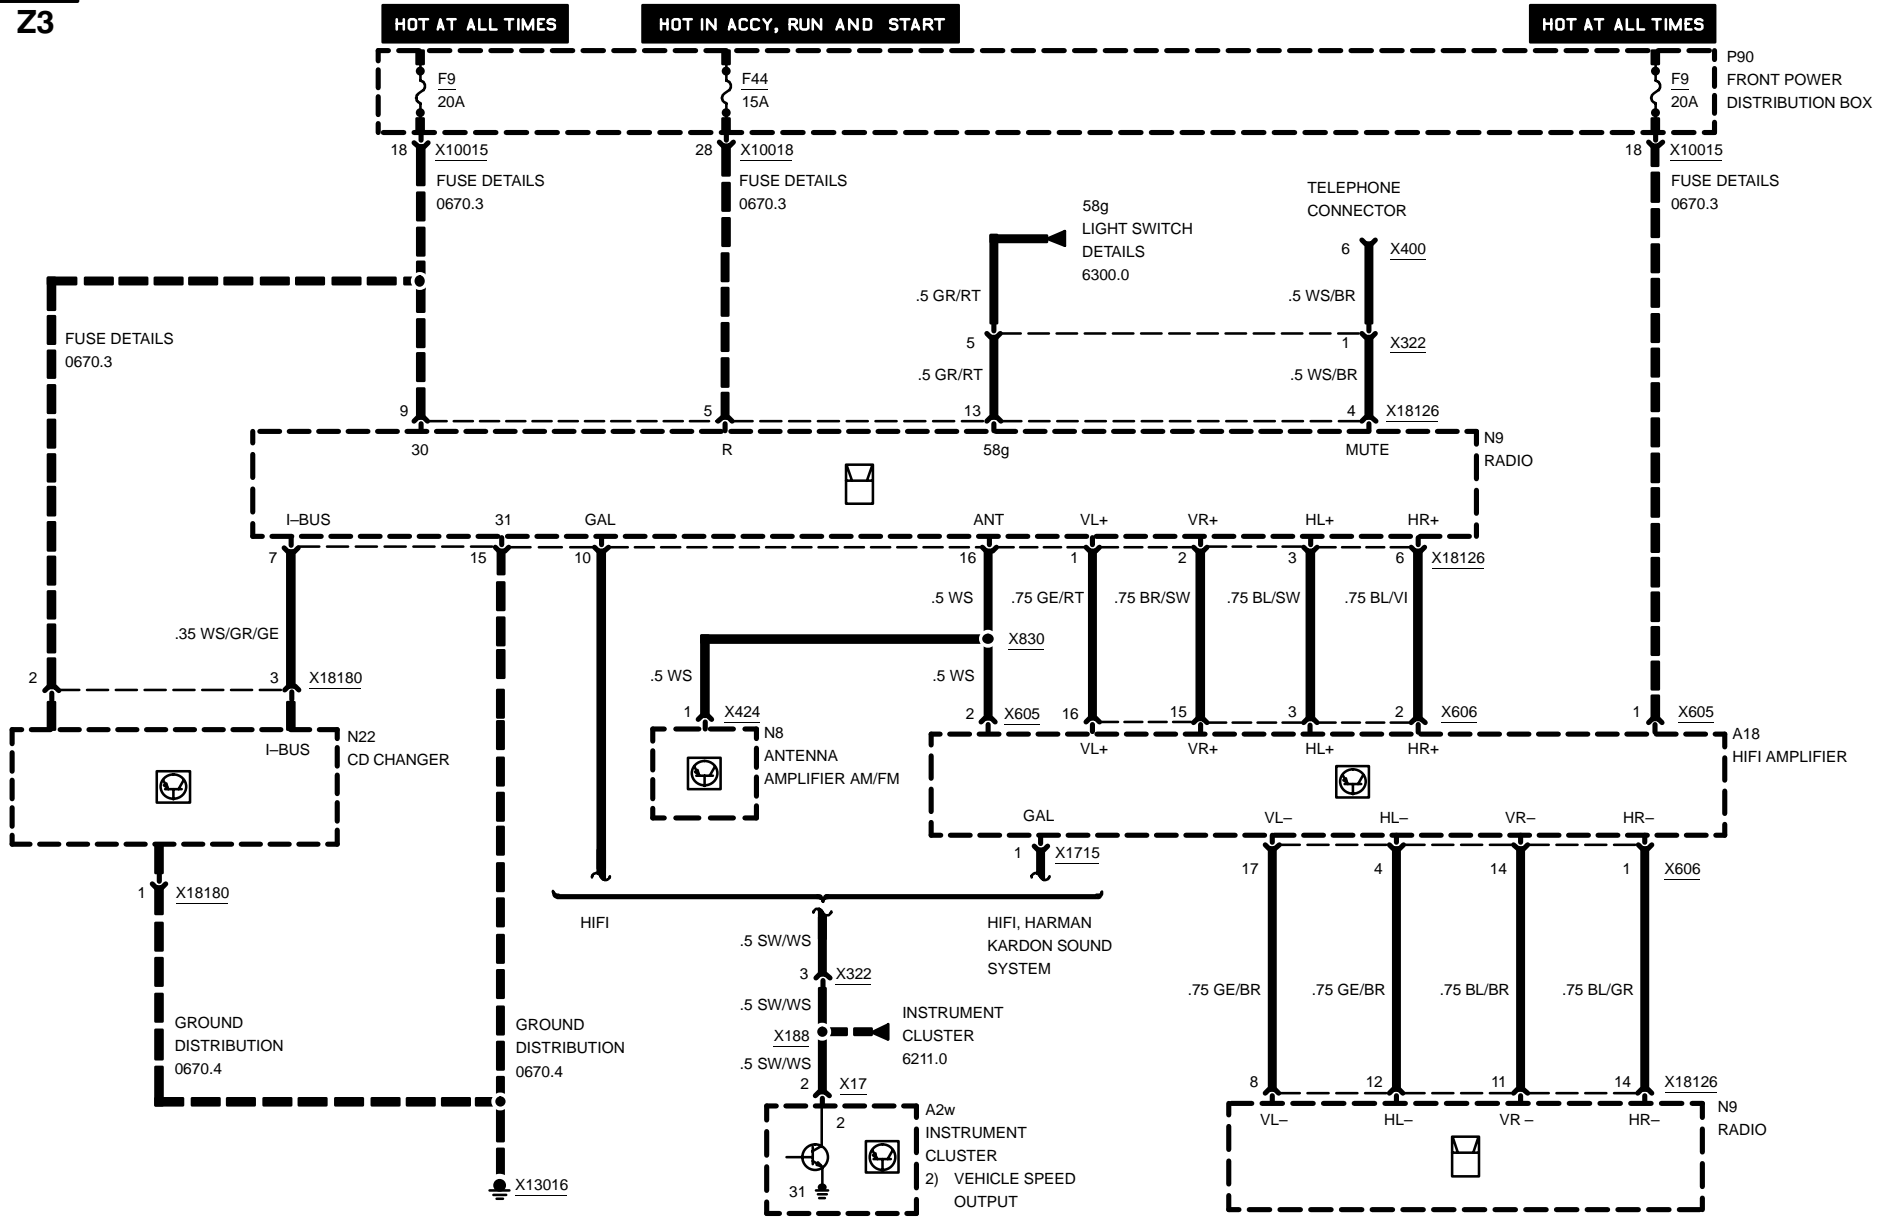 Z3
HOT AT ALL TIMES
HOT IN ACCY, RUN AND START
HOT AT ALL TIMES
F9
20A
F44
15A
F9
20A
P90
FRONT POWER
DISTRIBUTION BOX
18 X10015
28 X10018
18 X10015
FUSE DETAILS
0670.3
FUSE DETAILS
0670.3
FUSE DETAILS
0670.3
58g
LIGHT SWITCH
DETAILS
6300.0
TELEPHONE
CONNECTOR
6 X400
.5 GR/RT
.5 WS/BR
FUSE DETAILS
0670.3
5
1 X322
.5 GR/RT
.5 WS/BR
9
5
13
4 X18126
30
R
58g
MUTE
N9
RADIO
I–BUS
31
GAL
ANT
VL+
VR+
HL+
HR+
7
15
10
16
1
2
3
6 X18126
.5 WS
.75 GE/RT
.75 BR/SW
.75 BL/SW
.75 BL/VI
.35 WS/GR/GE
X830
.5 WS
.5 WS
2
3 X18180
1 X424
2 X605
16
15
3
2 X606
1 X605
I–BUS
N22
CD CHANGER
N8
ANTENNA
AMPLIFIER AM/FM
VL+
VR+
HL+
HR+
A18
HIFI AMPLIFIER
GAL
VL–
HL–
VR–
HR–
1 X1715
17
4
14
1 X606
1 X18180
HIFI
HIFI, HARMAN
KARDON SOUND
SYSTEM
.5 SW/WS
3 X322
.5 SW/WS
X188
INSTRUMENT
CLUSTER
6211.0
.5 SW/WS
.75 GE/BR
.75 GE/BR
.75 BL/BR
.75 BL/GR
GROUND
DISTRIBUTION
0670.4
GROUND
DISTRIBUTION
0670.4
2 X17
8
12
11
14 X18126
2
A2w
INSTRUMENT
CLUSTER
2) VEHICLE SPEED
OUTPUT
31
VL–
HL–
VR –
HR–
N9
RADIO
X13016